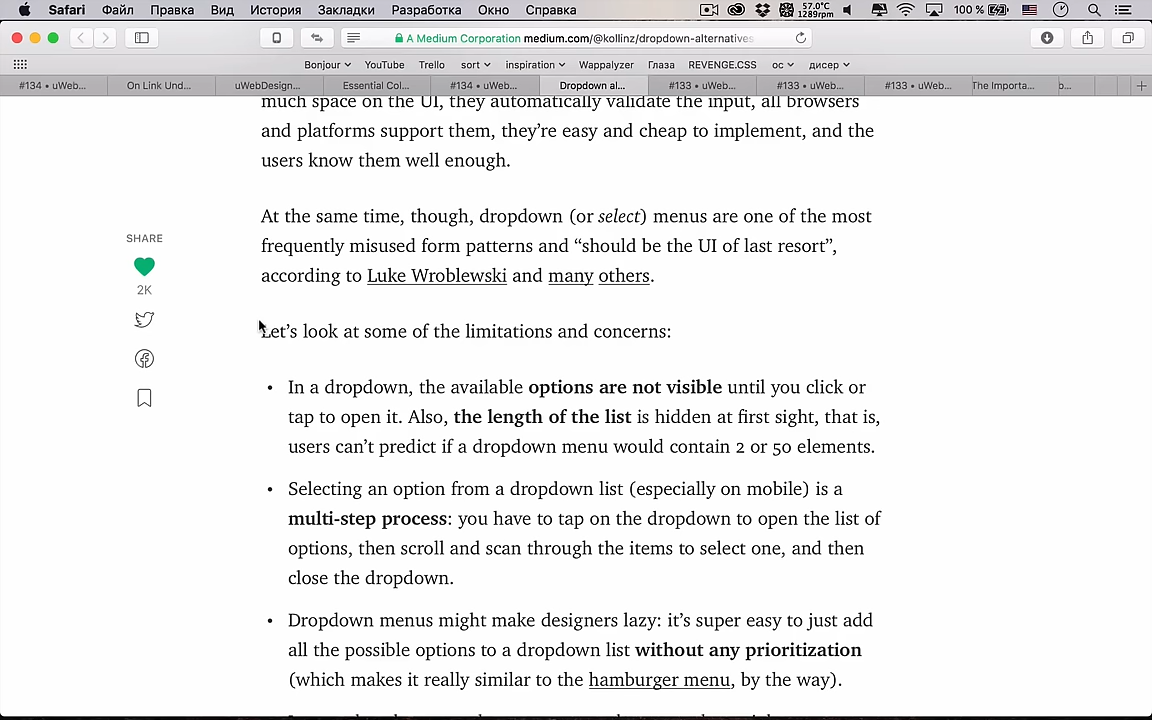 Safari Файл Правка Вид История Закладки Разработка Окно Справка 57.0°C 1289rpm 100 %
A Medium Corporation medium.com/@kollinz/dropdown-alternatives
Bonjour YouTube Trello sort inspiration Wappalyzer Глаза REVENGE.CSS ос дисер
#134 • uWeb... On Link Und... uWebDesign... Essential Col... #134 • uWeb... Dropdown al... #133 • uWeb... #133 • uWeb... #133 • uWeb... The Importa... b...
much space on the UI, they automatically validate the input, all browsers
and platforms support them, they’re easy and cheap to implement, and the
users know them well enough.
At the same time, though, dropdown (or select) menus are one of the most
frequently misused form patterns and “should be the UI of last resort”,
according to Luke Wroblewski and many others.
SHARE
2K
Let’s look at some of the limitations and concerns:
• In a dropdown, the available options are not visible until you click or
tap to open it. Also, the length of the list is hidden at first sight, that is,
users can’t predict if a dropdown menu would contain 2 or 50 elements.
• Selecting an option from a dropdown list (especially on mobile) is a
multi-step process: you have to tap on the dropdown to open the list of
options, then scroll and scan through the items to select one, and then
close the dropdown.
• Dropdown menus might make designers lazy: it’s super easy to just add
all the possible options to a dropdown list without any prioritization
(which makes it really similar to the hamburger menu, by the way).